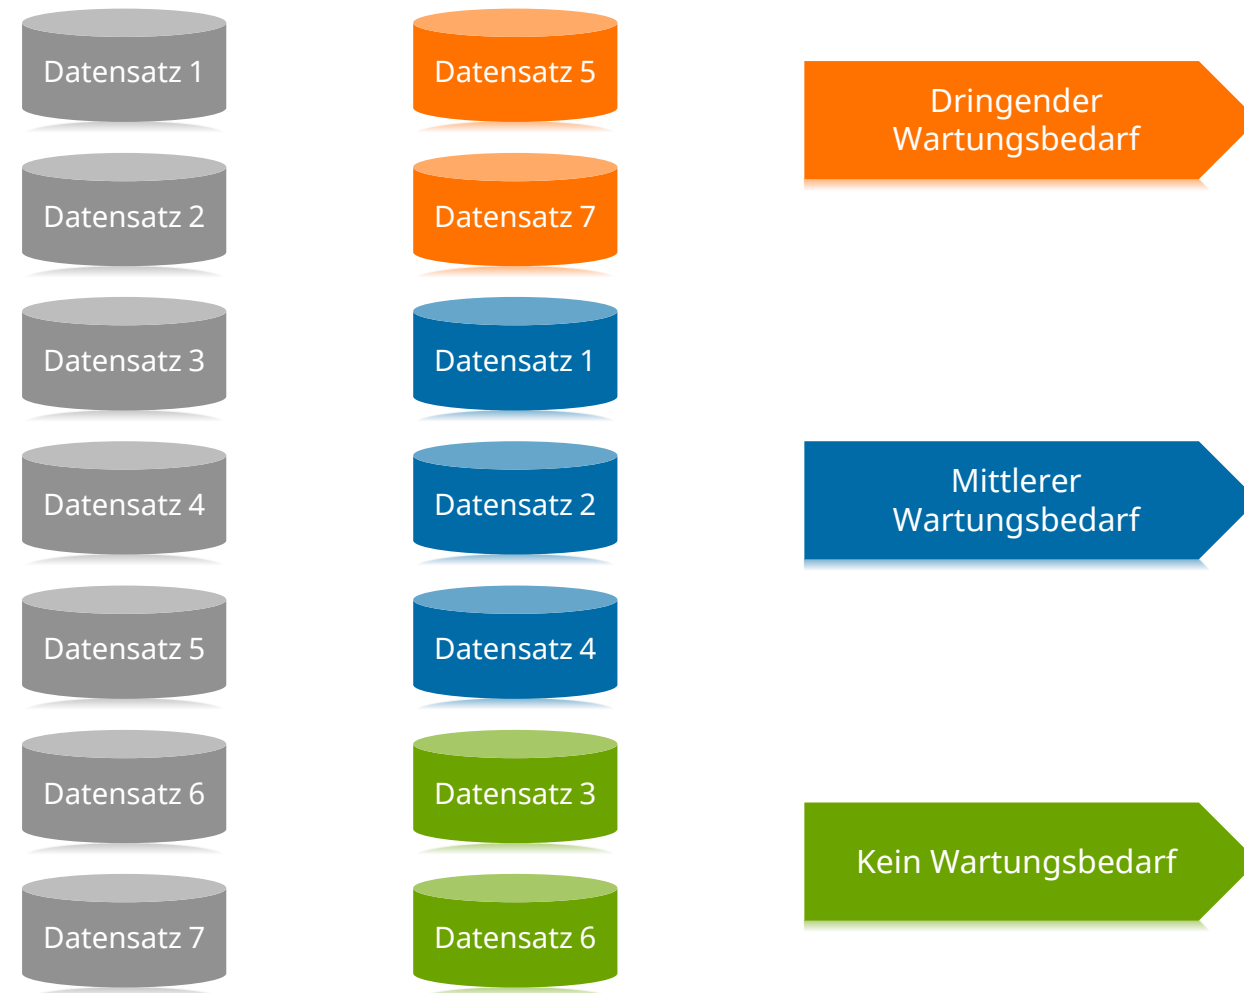 Datensatz 1
Datensatz 2
Datensatz 3
Datensatz 4
Datensatz 5
Datensatz 6
Datensatz 7
Datensatz 5
Datensatz 7
Datensatz 1
Datensatz 2
Datensatz 4
Datensatz 3
Datensatz 6
Dringender
Wartungsbedarf
Mittlerer
Wartungsbedarf
Kein Wartungsbedarf